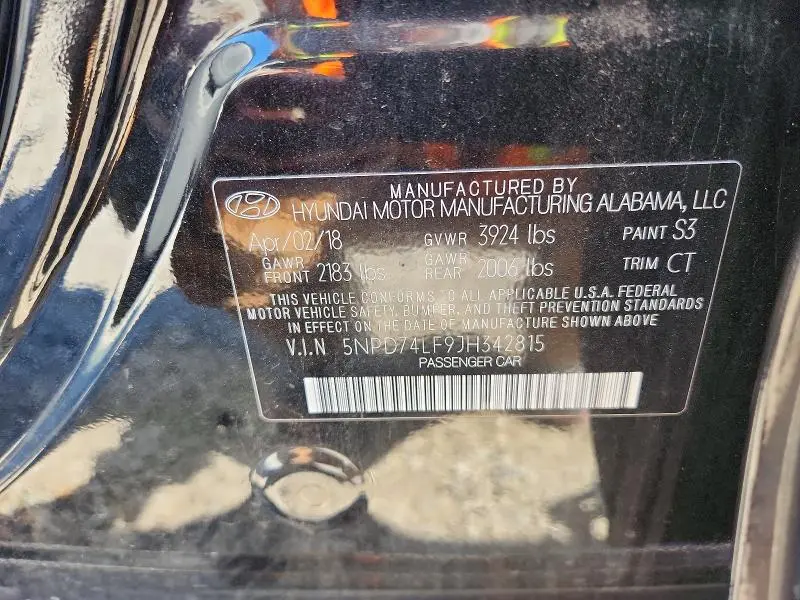 MANUFACTURED BY
HYUNDAI MOTOR MANUFACTURING ALABAMA, LLC
Apr/02/18 GVWR 3924 lbs PAINT S3
GAWR FRONT 2183 lbs GAWR REAR 2006 lbs TRIM CT
THIS VEHICLE CONFORMS TO ALL APPLICABLE U.S.A. FEDERAL
MOTOR VEHICLE SAFETY, BUMPER, AND THEFT PREVENTION STANDARDS
IN EFFECT ON THE DATE OF MANUFACTURE SHOWN ABOVE
V.I.N 5NPD74LF9JH342815
PASSENGER CAR